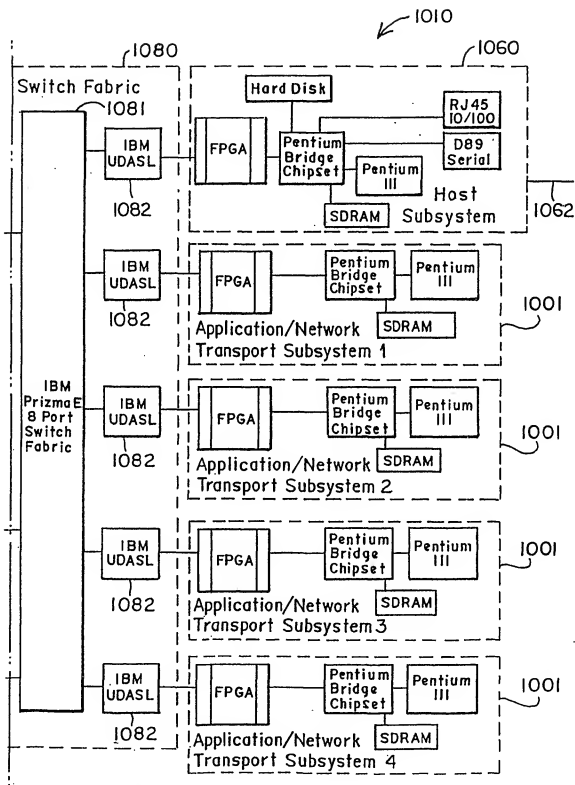 1010
1080
1060
Switch Fabric
1081
Hard Disk
RJ45
10/100
IBM
UDASL
FPGA
Pentium
Bridge
Chipset
D89
Serial
Pentium
III
1082
Host
Subsystem
SDRAM
1062
IBM
UDASL
FPGA
Pentium
Bridge
Chipset
Pentium
III
1082
SDRAM
1001
Application/Network
Transport Subsystem 1
IBM
PrizmaE
8 Port
Switch
Fabric
IBM
UDASL
FPGA
Pentium
Bridge
Chipset
Pentium
III
1082
SDRAM
1001
Application/Network
Transport Subsystem 2
IBM
UDASL
FPGA
Pentium
Bridge
Chipset
Pentium
III
1082
SDRAM
1001
Application/Network
Transport Subsystem 3
IBM
UDASL
FPGA
Pentium
Bridge
Chipset
Pentium
III
1082
SDRAM
1001
Application/Network
Transport Subsystem 4